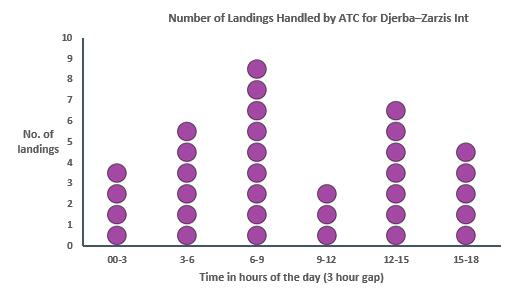 Number of Landings Handled by ATC for Djerba–Zarzis Int
10
9
8
7
6
5
4
3
2
1
0
No. of
landings
00-3 3-6 6-9 9-12 12-15 15-18
Time in hours of the day (3 hour gap)